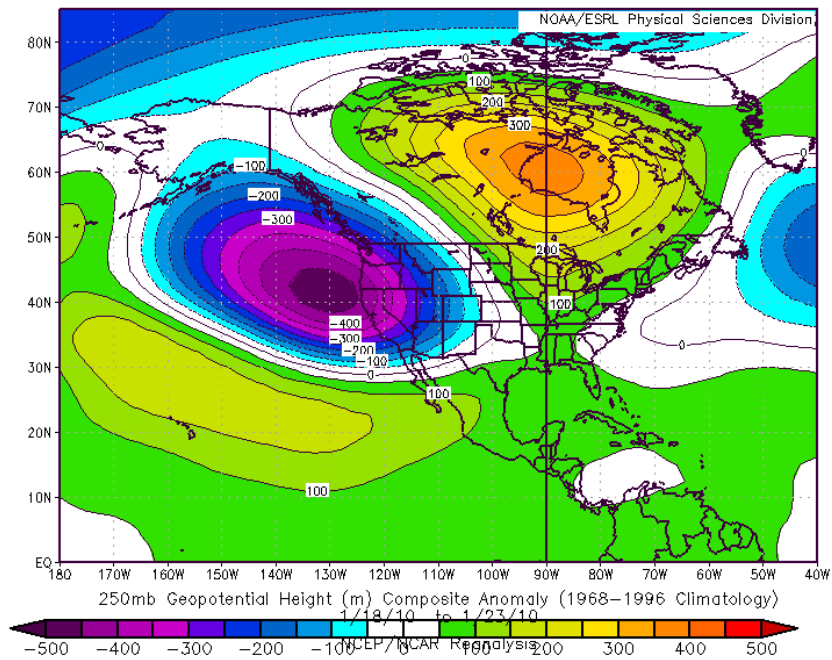 NOAA/ESRL Physical Sciences Division
85N
80N
70N
60N
50N
40N
30N
20N
10N
EQ
0
100
200
300
0
0
-100
-200
-300
200
100
-400
-300
-200
-100
0
0
100
100
180 170W 160W 150W 140W 130W 120W 110W 100W 90W 80W 70W 60W 50W 40W
250mb Geopotential Height (m) Composite Anomaly (1968-1996 Climatology)
1/18/10 to 1/23/10
NCEP/NCAR Reanalysis
-500 -400 -300 -200 -100 0 100 200 300 400 500